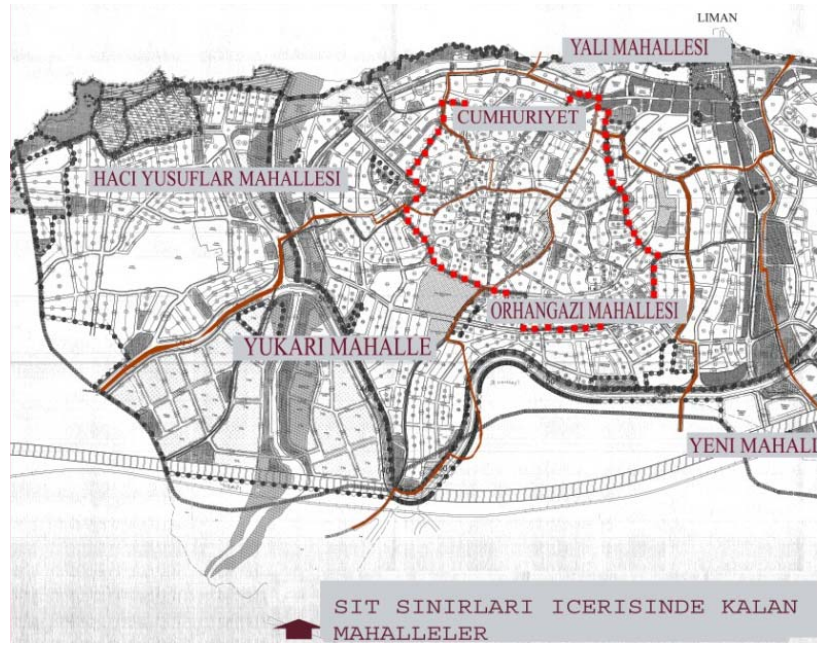 LIMAN
YALI MAHALLESI
CUMHURIYET
HACI YUSUFLAR MAHALLESI
ORHANGAZI MAHALLESI
YUKARI MAHALLE
YENI MAHALL
SIT SINIRLARI ICERISINDE KALAN
MAHALLELER